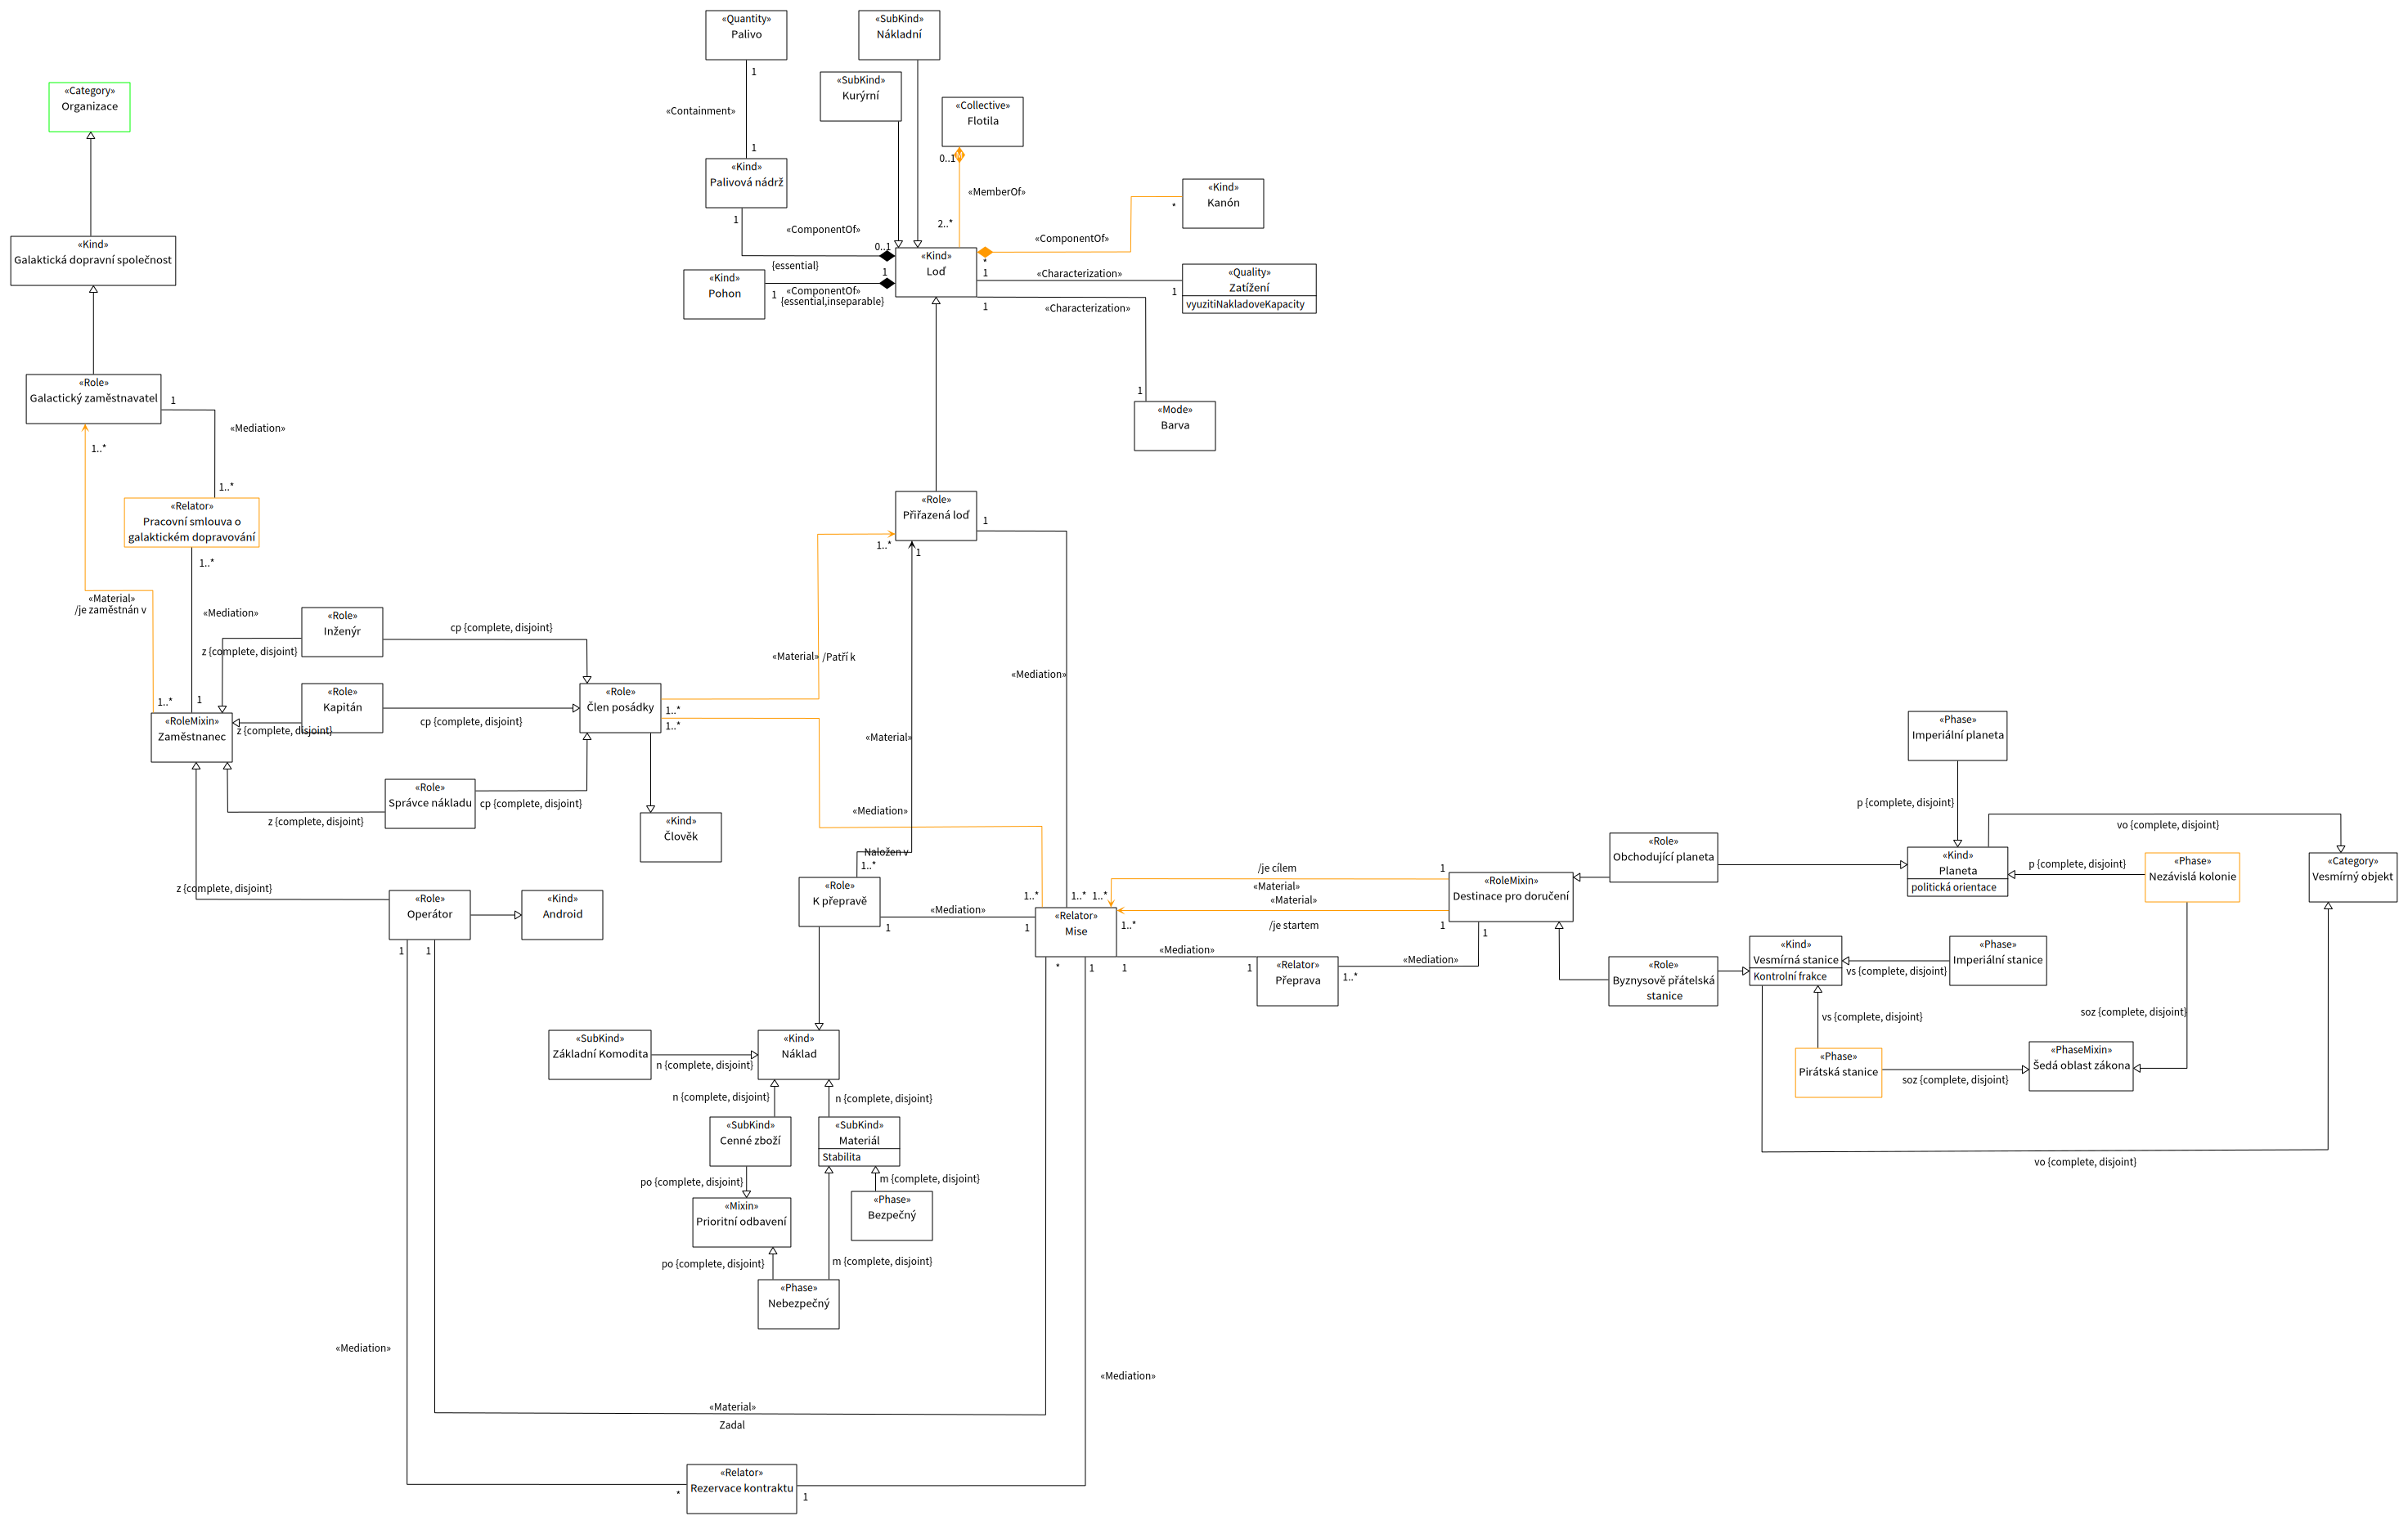 «Quantity»
Palivo
«SubKind»
Nákladní
«SubKind»
Kurýrní
«Category»
Organizace
«Collective»
Flotila
1
«Containment»
1
0..1
M
«MemberOf»
2..*
«Kind»
Palivová nádrž
«Kind»
Kanón
*
«ComponentOf»
*
1
«ComponentOf»
0..1
{essential}
«Kind»
Galaktická dopravní společnost
«Kind»
Loď
«Kind»
Pohon
1
1
«ComponentOf»
{essential,inseparable}
1
«Characterization»
1
«Quality»
Zatížení
vyuzitiNakladoveKapacity
1
«Characterization»
1
«Mode»
Barva
«Role»
Galactický zaměstnavatel
1
«Mediation»
1..*
1..*
«Relator»
Pracovní smlouva o
galaktickém dopravování
1..*
«Material»
/je zaměstnán v
«Mediation»
1..*
1
«Role»
Přiřazená loď
1
1..*
1
«Role»
Inženýr
z {complete, disjoint}
cp {complete, disjoint}
«Role»
Kapitán
z {complete, disjoint}
cp {complete, disjoint}
«RoleMixin»
Zaměstnanec
«Role»
Člen posádky
1..*
1..*
«Material»
/Patří k
«Mediation»
«Material»
«Role»
Správce nákladu
z {complete, disjoint}
cp {complete, disjoint}
«Kind»
Člověk
«Mediation»
Naložen v
1..*
z {complete, disjoint}
«Role»
Operátor
«Kind»
Android
1
1
«Role»
K přepravě
1
«Mediation»
1
1..*
1..*
1..*
«Relator»
Mise
/je cílem
1
«Material»
«Material»
/je startem
1..*
1
«RoleMixin»
Destinace pro doručení
1
«Mediation»
1
1
*
1
«Relator»
Přeprava
«Mediation»
1..*
«Role»
Obchodující planeta
«Role»
Byznysově přátelská
stanice
«Phase»
Imperiální planeta
p {complete, disjoint}
«Kind»
Planeta
politická orientace
vo {complete, disjoint}
p {complete, disjoint}
«Phase»
Nezávislá kolonie
«Category»
Vesmírný objekt
«Kind»
Vesmírná stanice
Kontrolní frakce
«Phase»
Imperiální stanice
vs {complete, disjoint}
vs {complete, disjoint}
soz {complete, disjoint}
«Phase»
Pirátská stanice
«PhaseMixin»
Šedá oblast zákona
soz {complete, disjoint}
vo {complete, disjoint}
«SubKind»
Základní Komodita
n {complete, disjoint}
«Kind»
Náklad
n {complete, disjoint}
n {complete, disjoint}
«SubKind»
Cenné zboží
«SubKind»
Materiál
Stabilita
po {complete, disjoint}
m {complete, disjoint}
«Mixin»
Prioritní odbavení
«Phase»
Bezpečný
po {complete, disjoint}
m {complete, disjoint}
«Phase»
Nebezpečný
«Mediation»
«Mediation»
«Material»
Zadal
«Relator»
Rezervace kontraktu
*
1